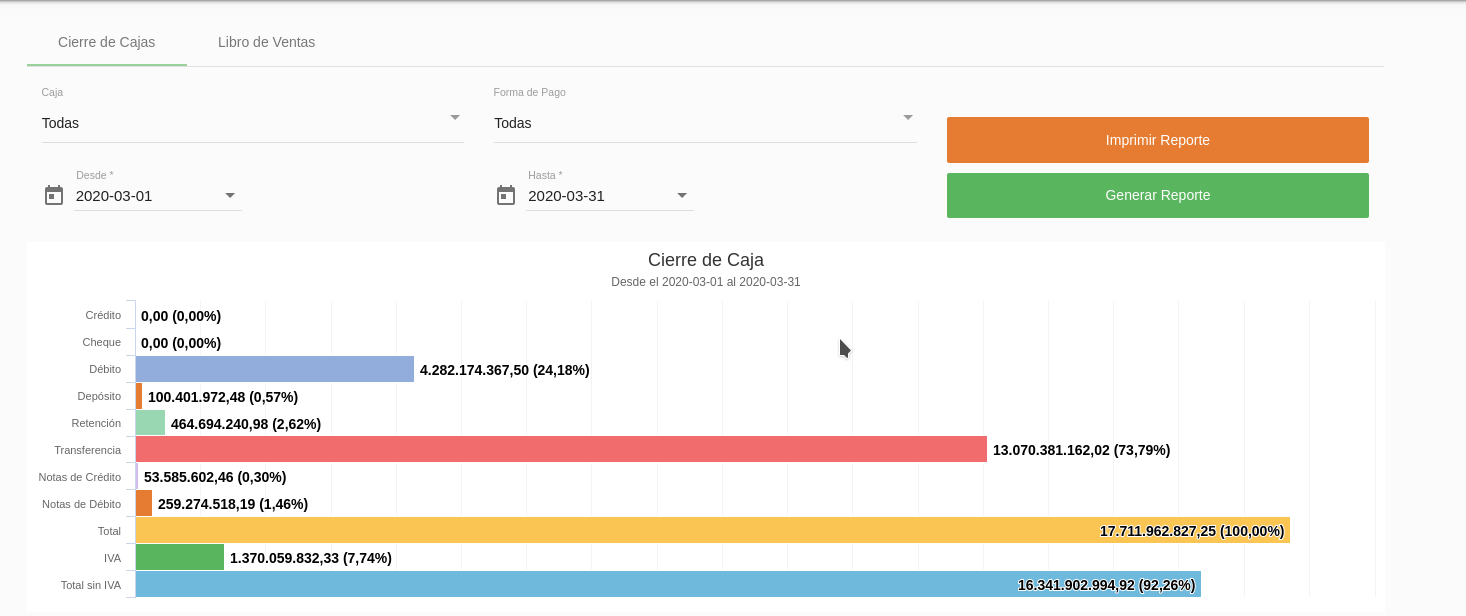 Cierre de Cajas Libro de Ventas
Caja Forma de Pago
Todas Todas
Imprimir Reporte
Desde * Hasta *
2020-03-01 2020-03-31
Generar Reporte
Cierre de Caja
Desde el 2020-03-01 al 2020-03-31
Crédito 0,00 (0,00%)
Cheque 0,00 (0,00%)
Débito 4.282.174.367,50 (24,18%)
Depósito 100.401.972,48 (0,57%)
Retención 464.694.240,98 (2,62%)
Transferencia 13.070.381.162,02 (73,79%)
Notas de Crédito 53.585.602,46 (0,30%)
Notas de Débito 259.274.518,19 (1,46%)
Total 17.711.962.827,25 (100,00%)
IVA 1.370.059.832,33 (7,74%)
Total sin IVA 16.341.902.994,92 (92,26%)